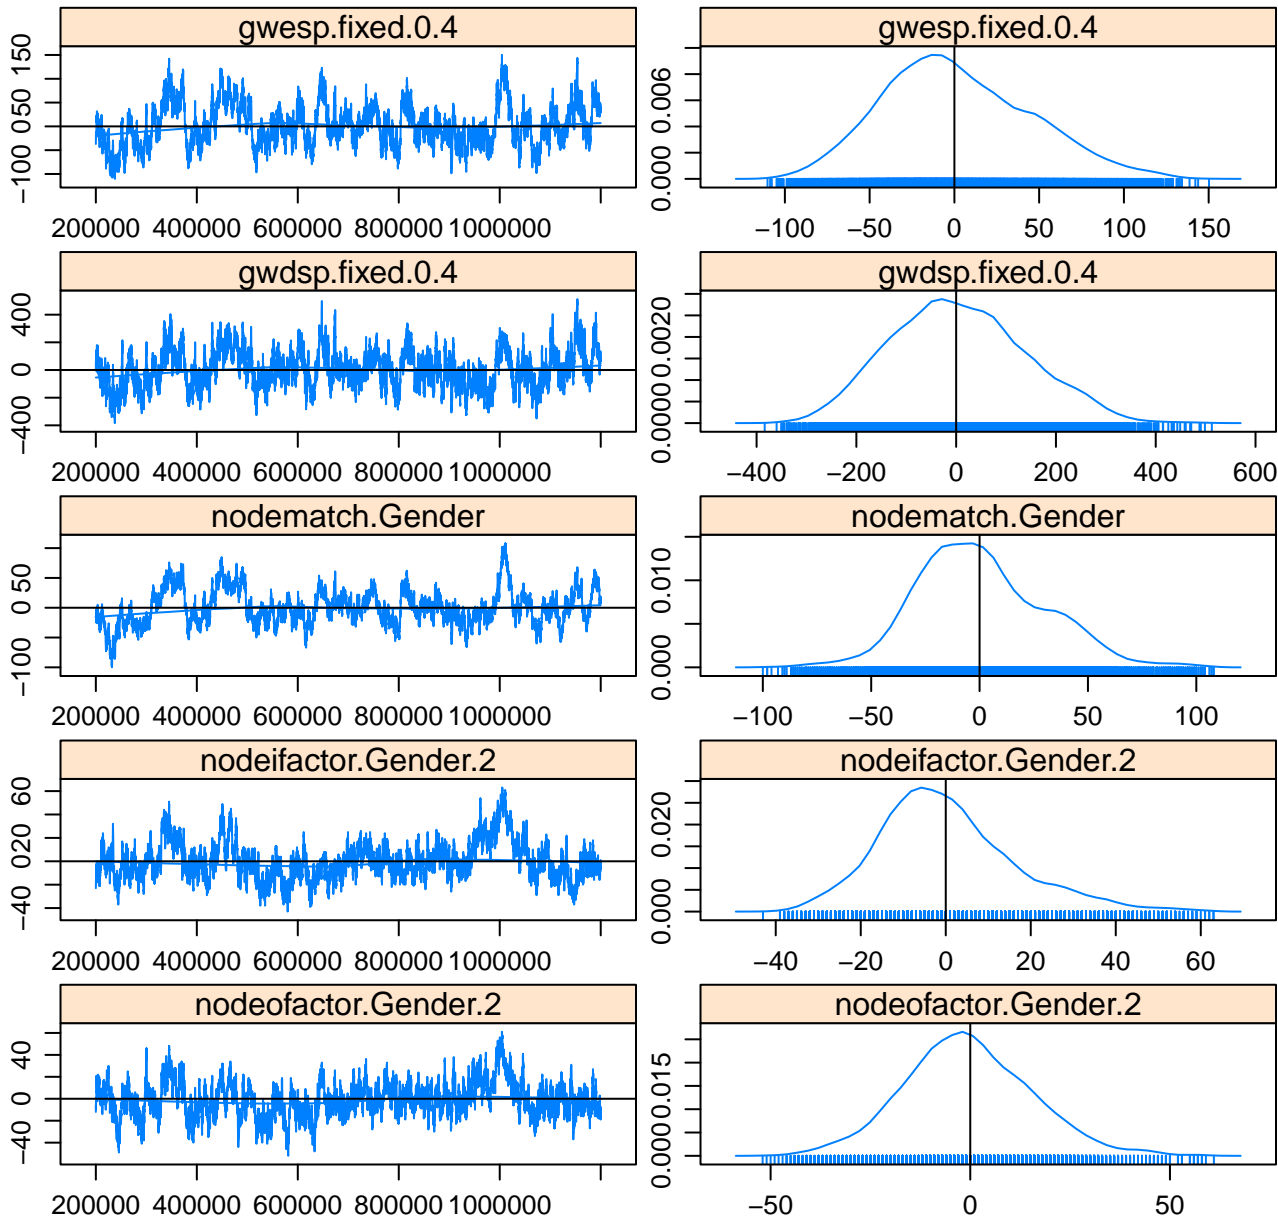 gwesp.fixed.0.4
−100 0 50 150
200000 400000 600000 800000 1000000
gwesp.fixed.0.4
0.000 0.006
−100 −50 0 50 100 150
gwdsp.fixed.0.4
−400 0 400
200000 400000 600000 800000 1000000
gwdsp.fixed.0.4
0.0000 0.0020
−400 −200 0 200 400 600
nodematch.Gender
−100 0 50
200000 400000 600000 800000 1000000
nodematch.Gender
0.000 0.010
−100 −50 0 50 100
nodeifactor.Gender.2
−40 0 20 60
200000 400000 600000 800000 1000000
nodeifactor.Gender.2
0.000 0.020
−40 −20 0 20 40 60
nodeofactor.Gender.2
−40 0 40
200000 400000 600000 800000 1000000
nodeofactor.Gender.2
0.000 0.015
−50 0 50